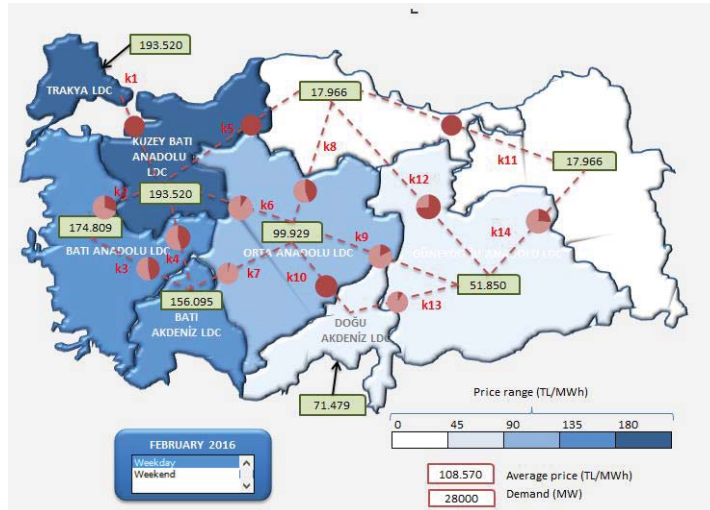 193.520
k1
TRAKYA LDC
17.966
k5
KUZEY BATI
ANADOLU
LDC
k8
k11
17.966
k12
193.520
k6
174.809
99.929
k9
k14
BATI ANADOLU LDC
k4
ORTA ANADOLU LDC
k3
k7
k10
51.850
156.095
BATI
AKDENİZ LDC
k13
DOĞU
AKDENİZ LDC
71.479
Price range (TL/MWh)
0 45 90 135 180
FEBRUARY 2016
Weekday
Weekend
108.570 Average price (TL/MWh)
28000 Demand (MW)